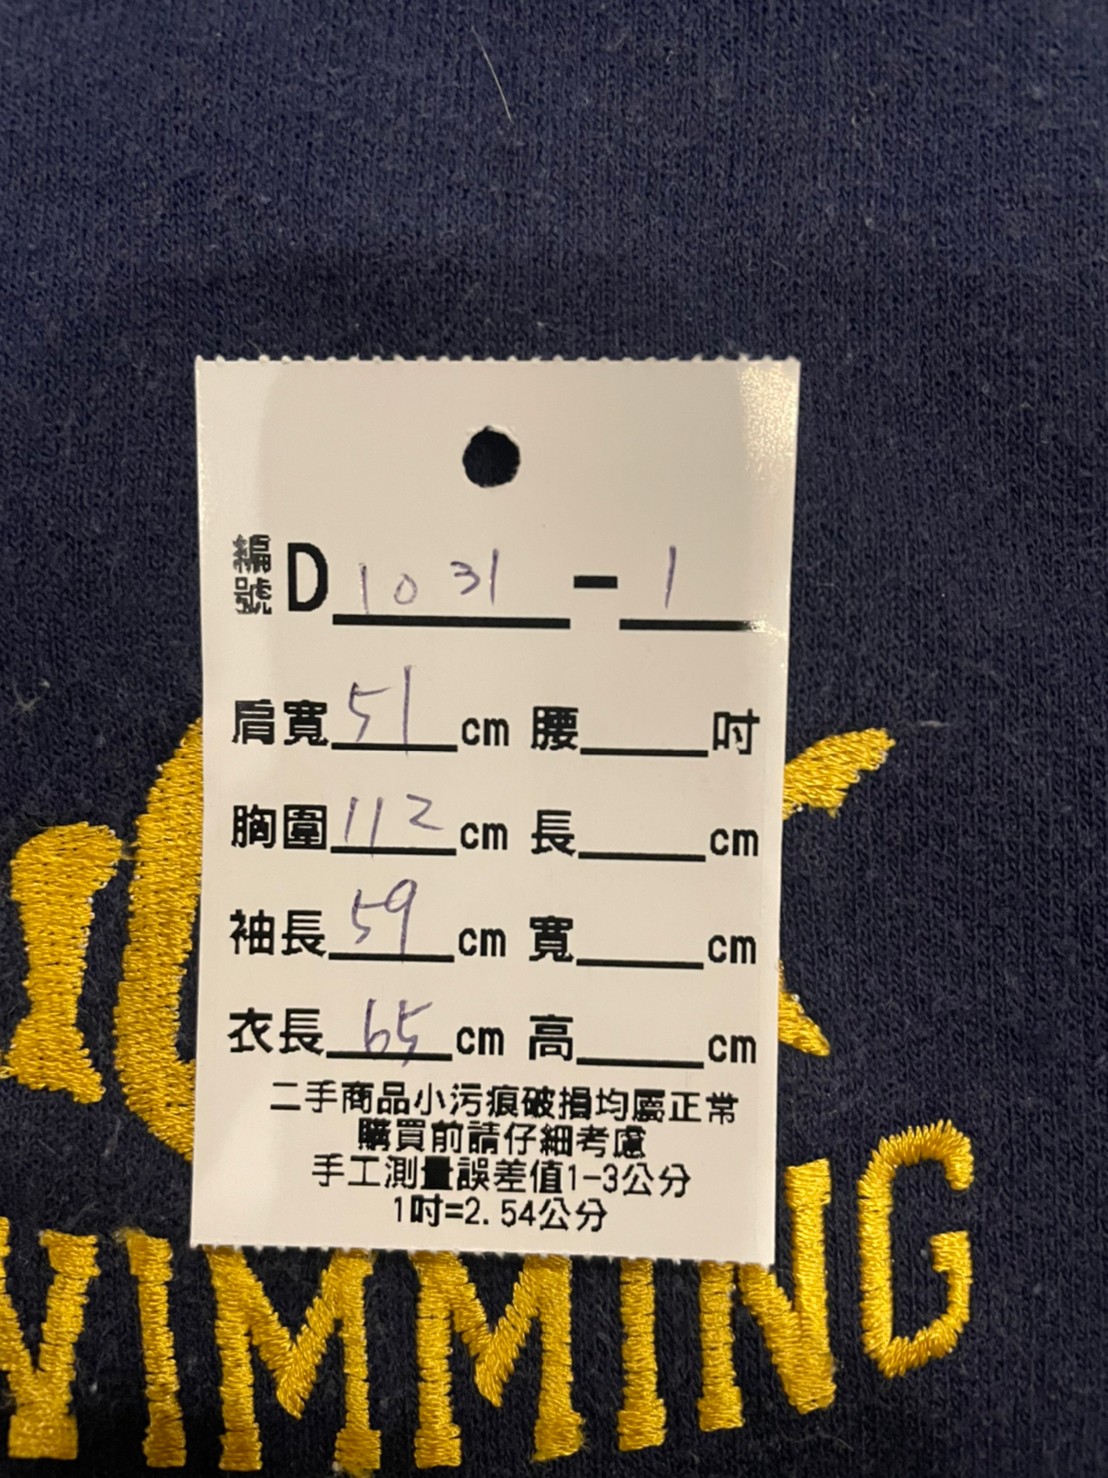 編號D 1031 - 1
肩寬 51 cm 腰 吋
胸圍 112 cm 長 cm
袖長 59 cm 寬 cm
衣長 65 cm 高 cm
二手商品小污痕破損均屬正常
購買前請仔細考慮
手工測量誤差值1-3公分
1吋=2.54公分
WIMMING